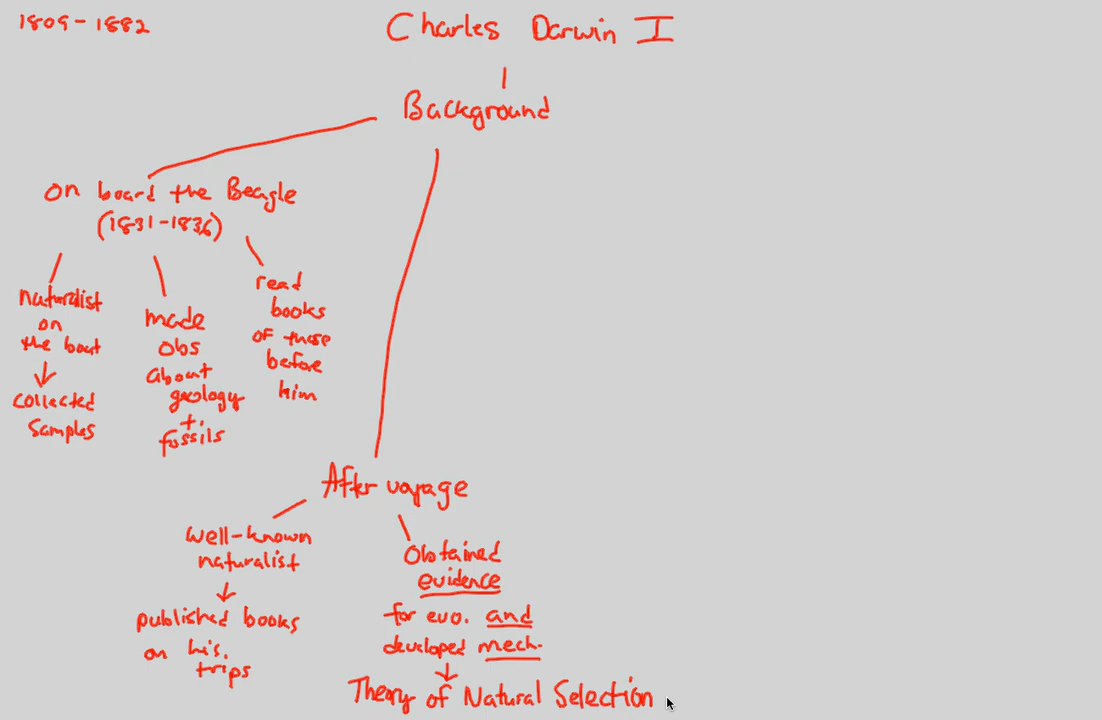 1809-1882
Charles Darwin I
Background
on board the Beagle
(1831-1836)
naturalist
on
the boat
collected
samples
made
obs
about
geology
+
fossils
read
books
of those
before
him
After voyage
well-known
naturalist
published books
on his
trips
Obtained
evidence
for evo. and
developed mech.
Theory of Natural Selection